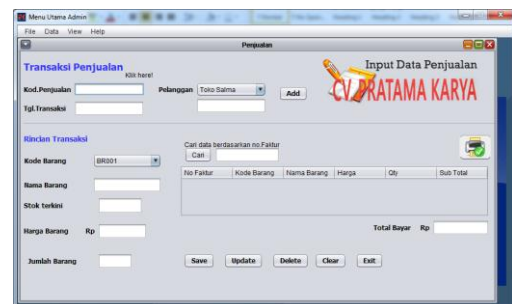 Menu Utama Admin
File Data View Help
Penjualan
Transaksi Penjualan
Klik here!
Input Data Penjualan
CV. PRATAMA KARYA
Kod.Penjualan
Pelanggan Toko Salma
Add
Tgl.Transaksi
Rincian Transaksi
Cari data berdasarkan no.Faktur
Cari
Kode Barang BR001
No Faktur Kode Barang Nama Barang Harga Qty Sub Total
Nama Barang
Stok terkini
Harga Barang Rp
Total Bayar Rp
Jumlah Barang
Save Update Delete Clear Exit